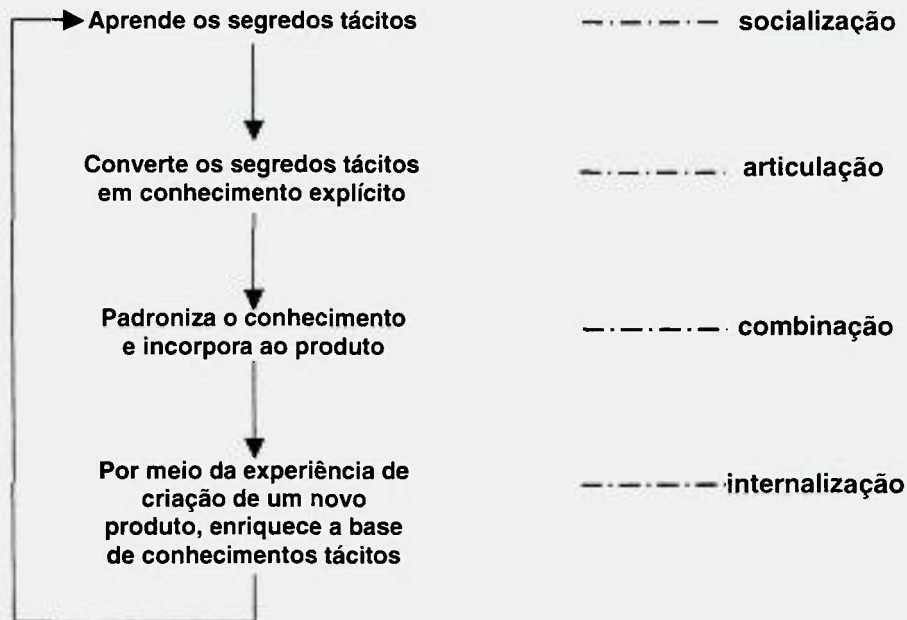 Aprende os segredos tácitos
socialização
Converte os segredos tácitos
em conhecimento explícito
articulação
Padroniza o conhecimento
e incorpora ao produto
combinação
Por meio da experiência de
criação de um novo
produto, enriquece a base
de conhecimentos tácitos
internalização